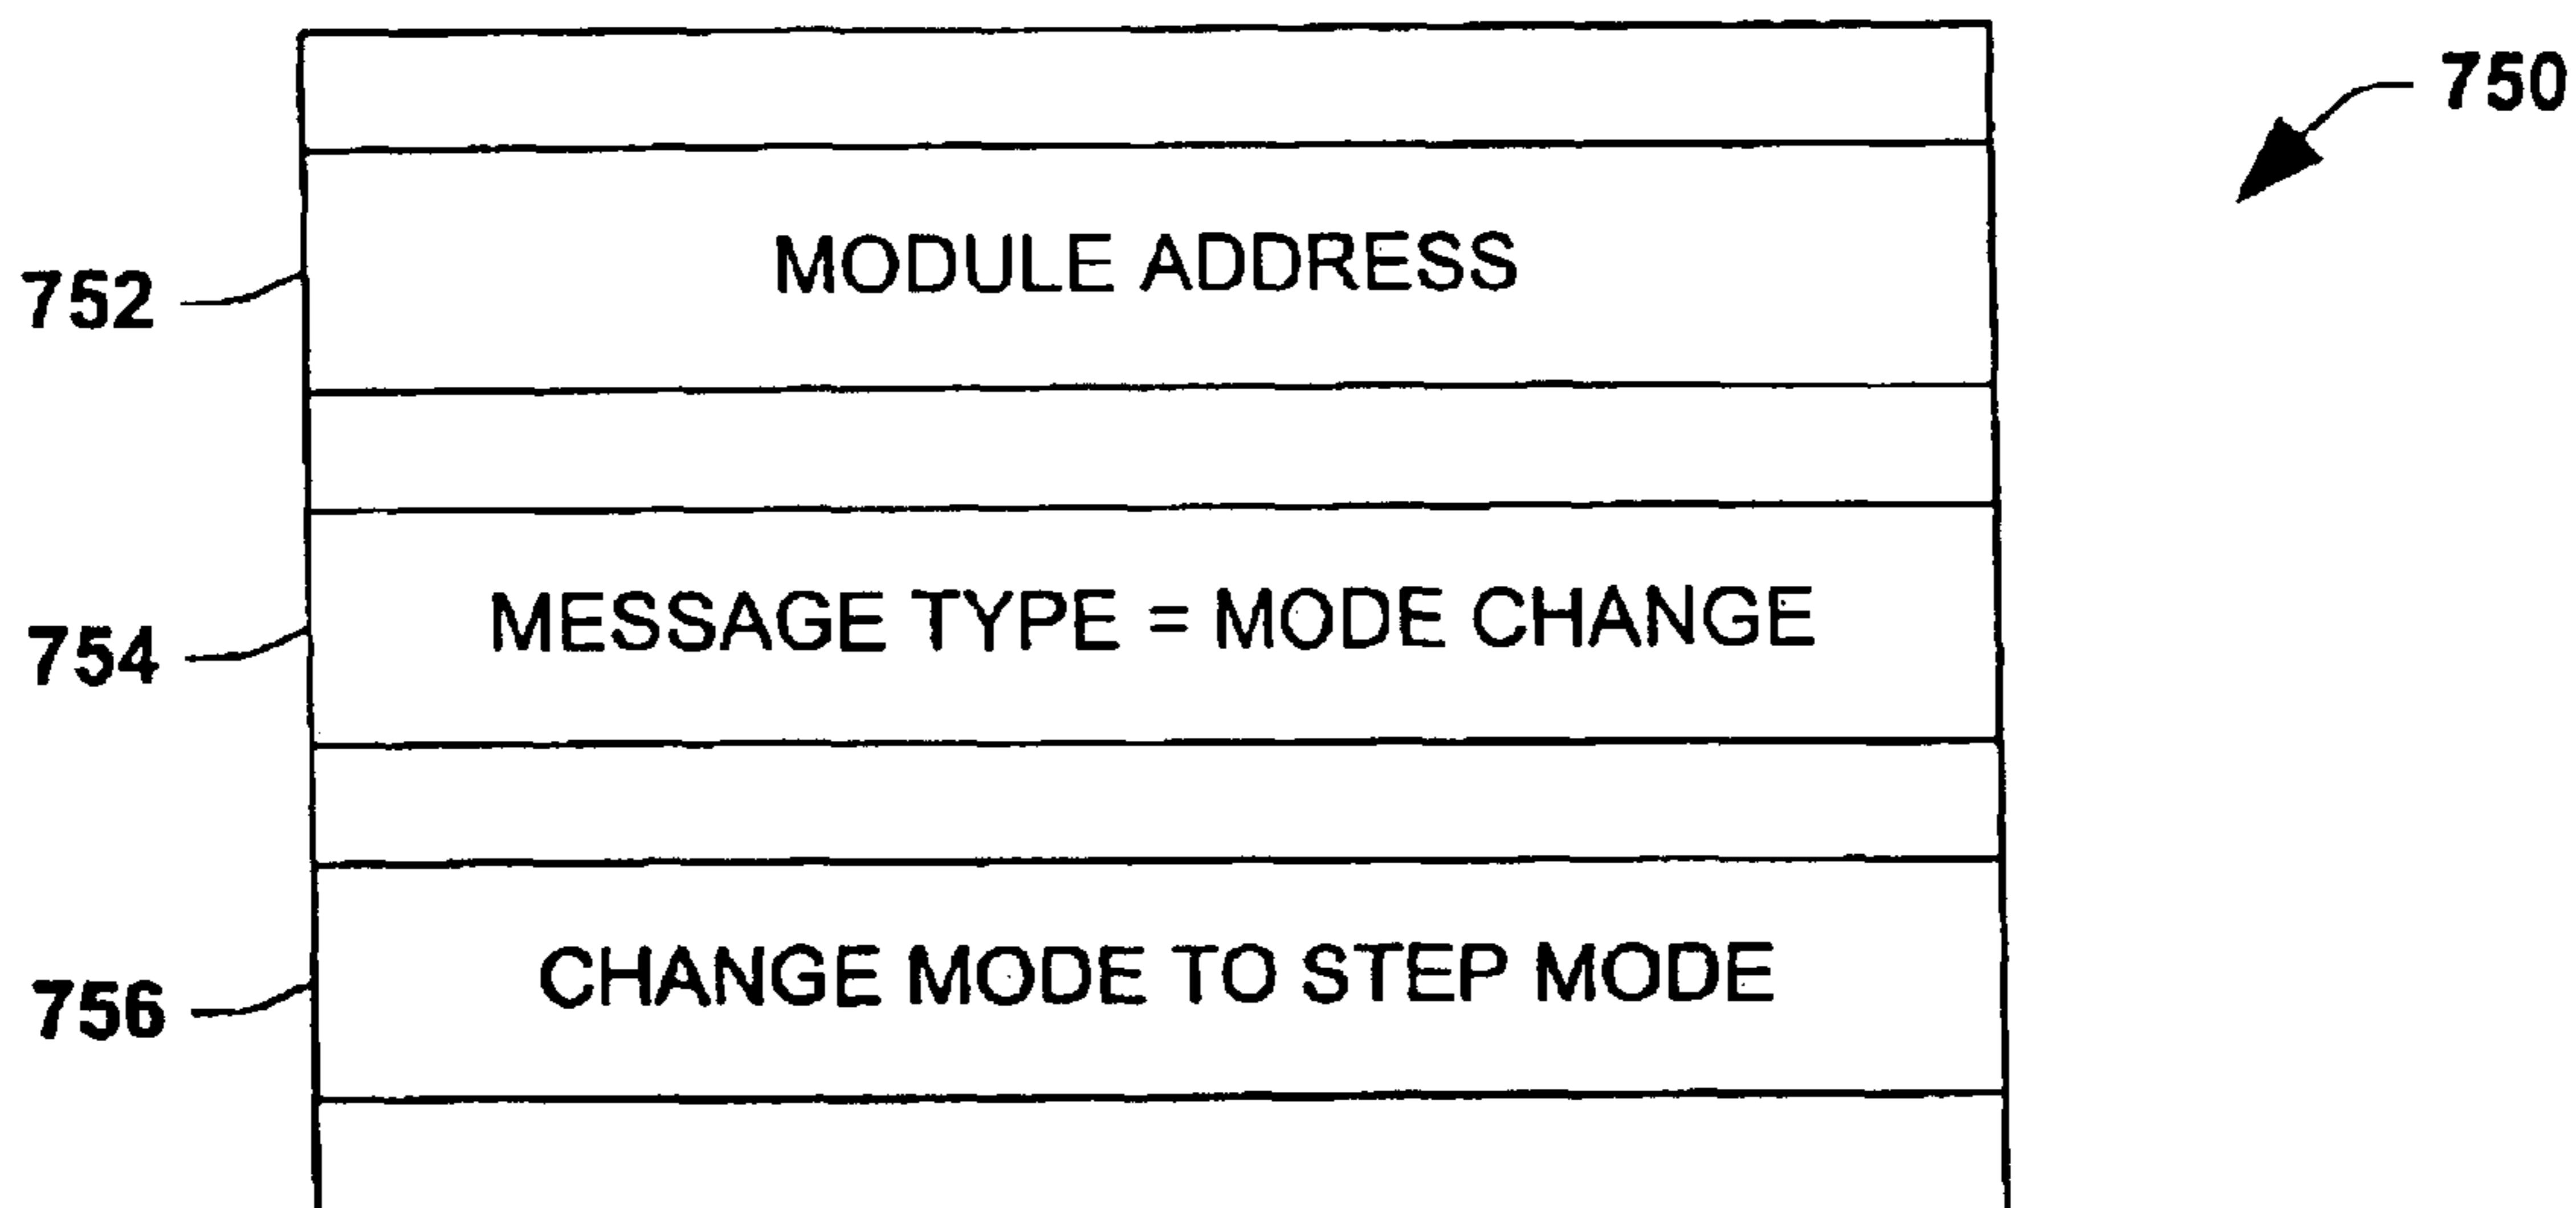 750
MODULE ADDRESS
752
MESSAGE TYPE = MODE CHANGE
754
CHANGE MODE TO STEP MODE
756